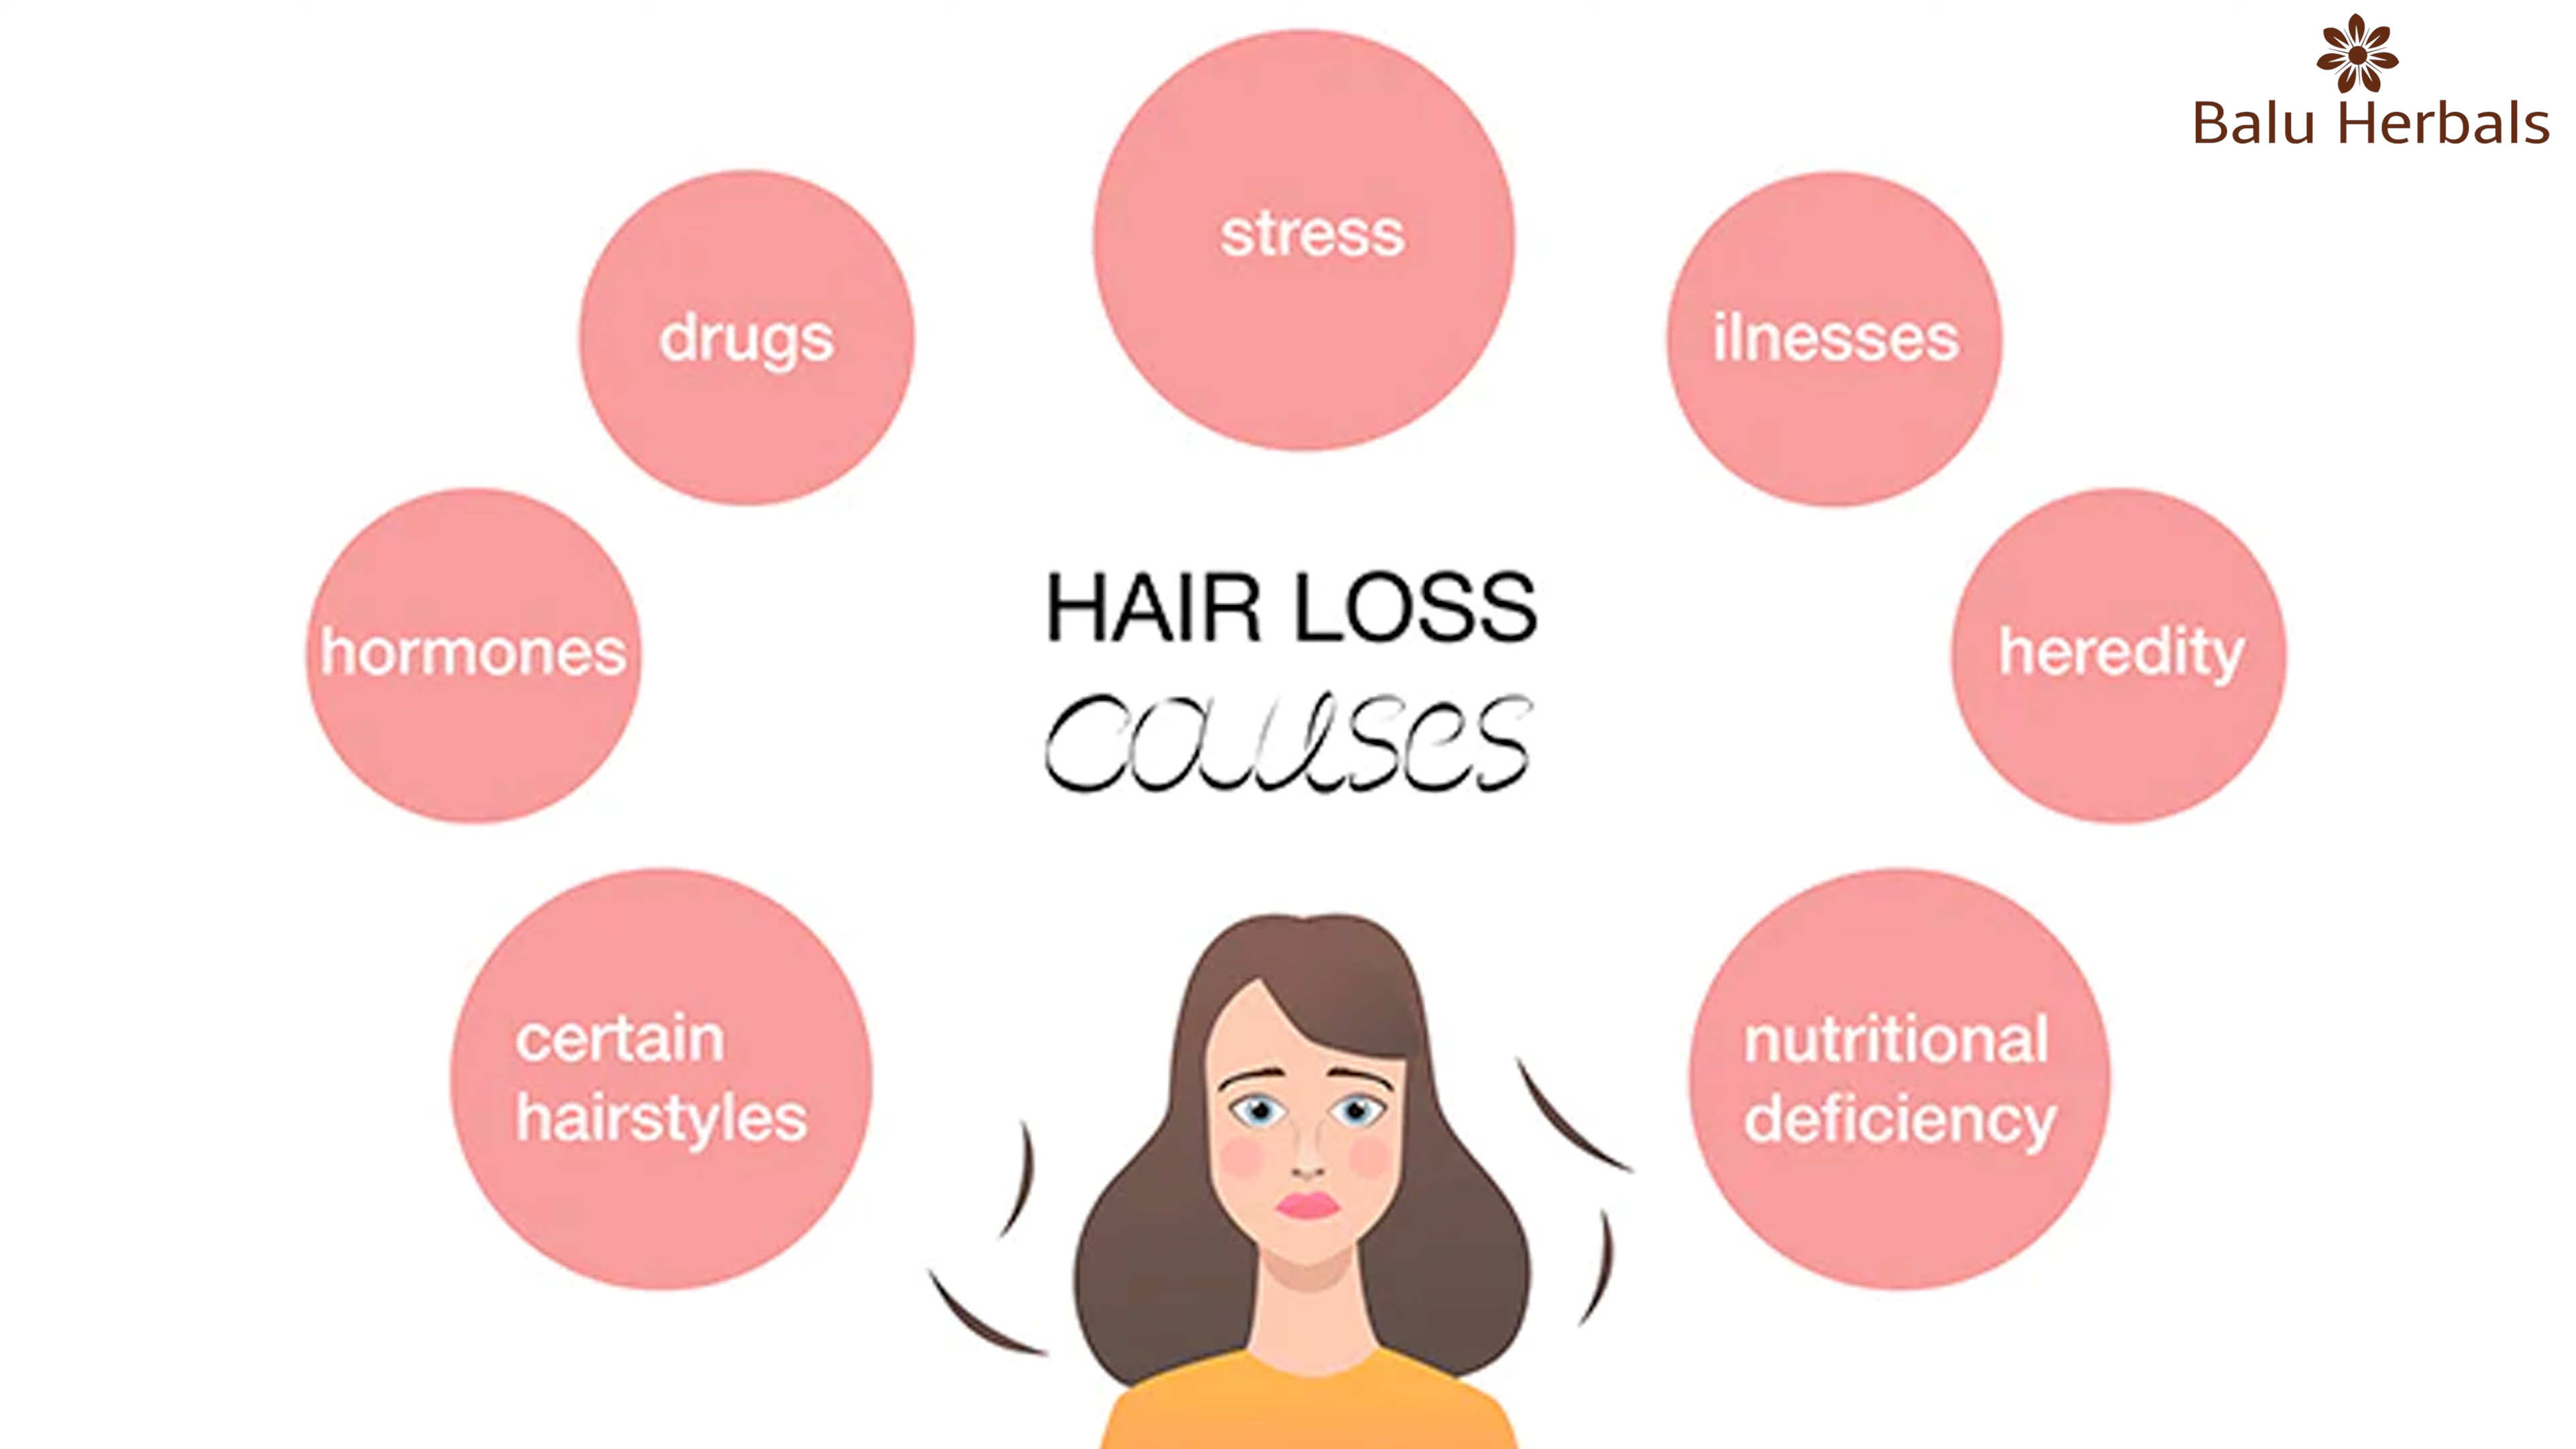 Balu Herbals
stress
drugs
ilnesses
HAIR LOSS
causes
hormones
heredity
certain
hairstyles
nutritional
deficiency